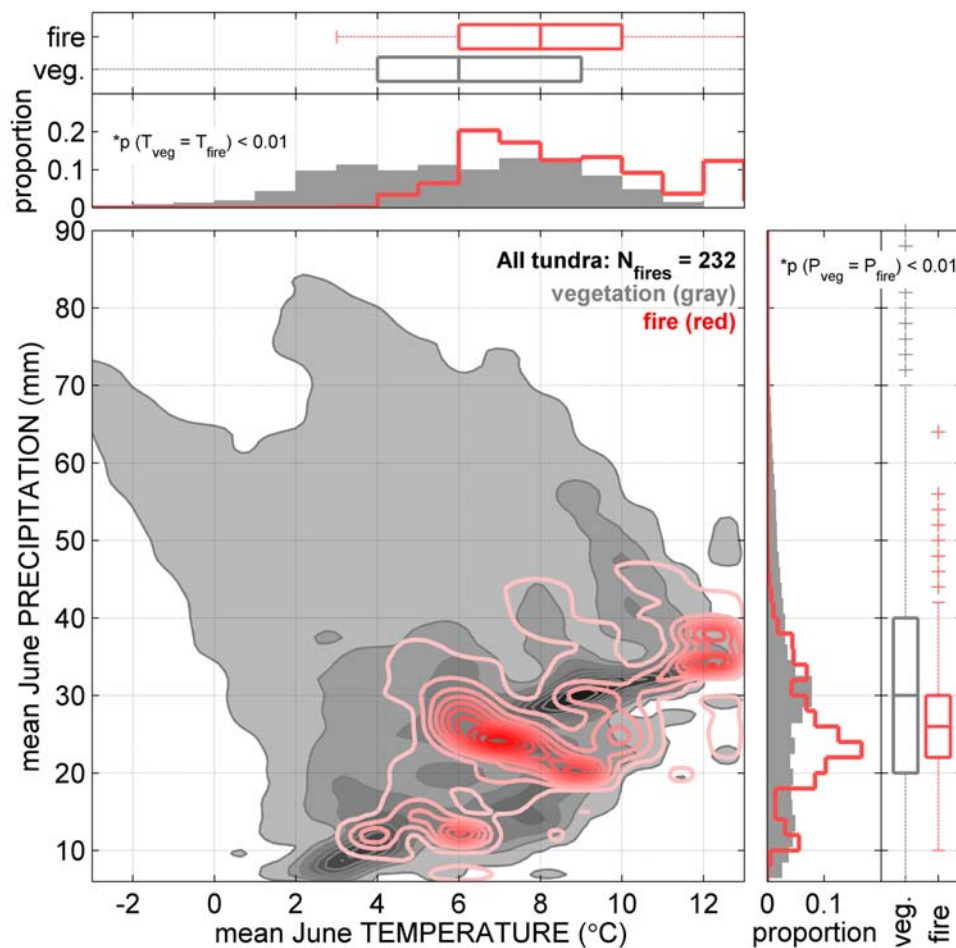 fire
veg.
proportion
0.2
0.1
0
*p (T_veg = T_fire) < 0.01
mean June PRECIPITATION (mm)
90
80
70
60
50
40
30
20
10
All tundra: N_fires = 232
vegetation (gray)
fire (red)
-2 0 2 4 6 8 10 12
mean June TEMPERATURE (°C)
*p (P_veg = P_fire) < 0.01
0 0.1
proportion
veg.
fire